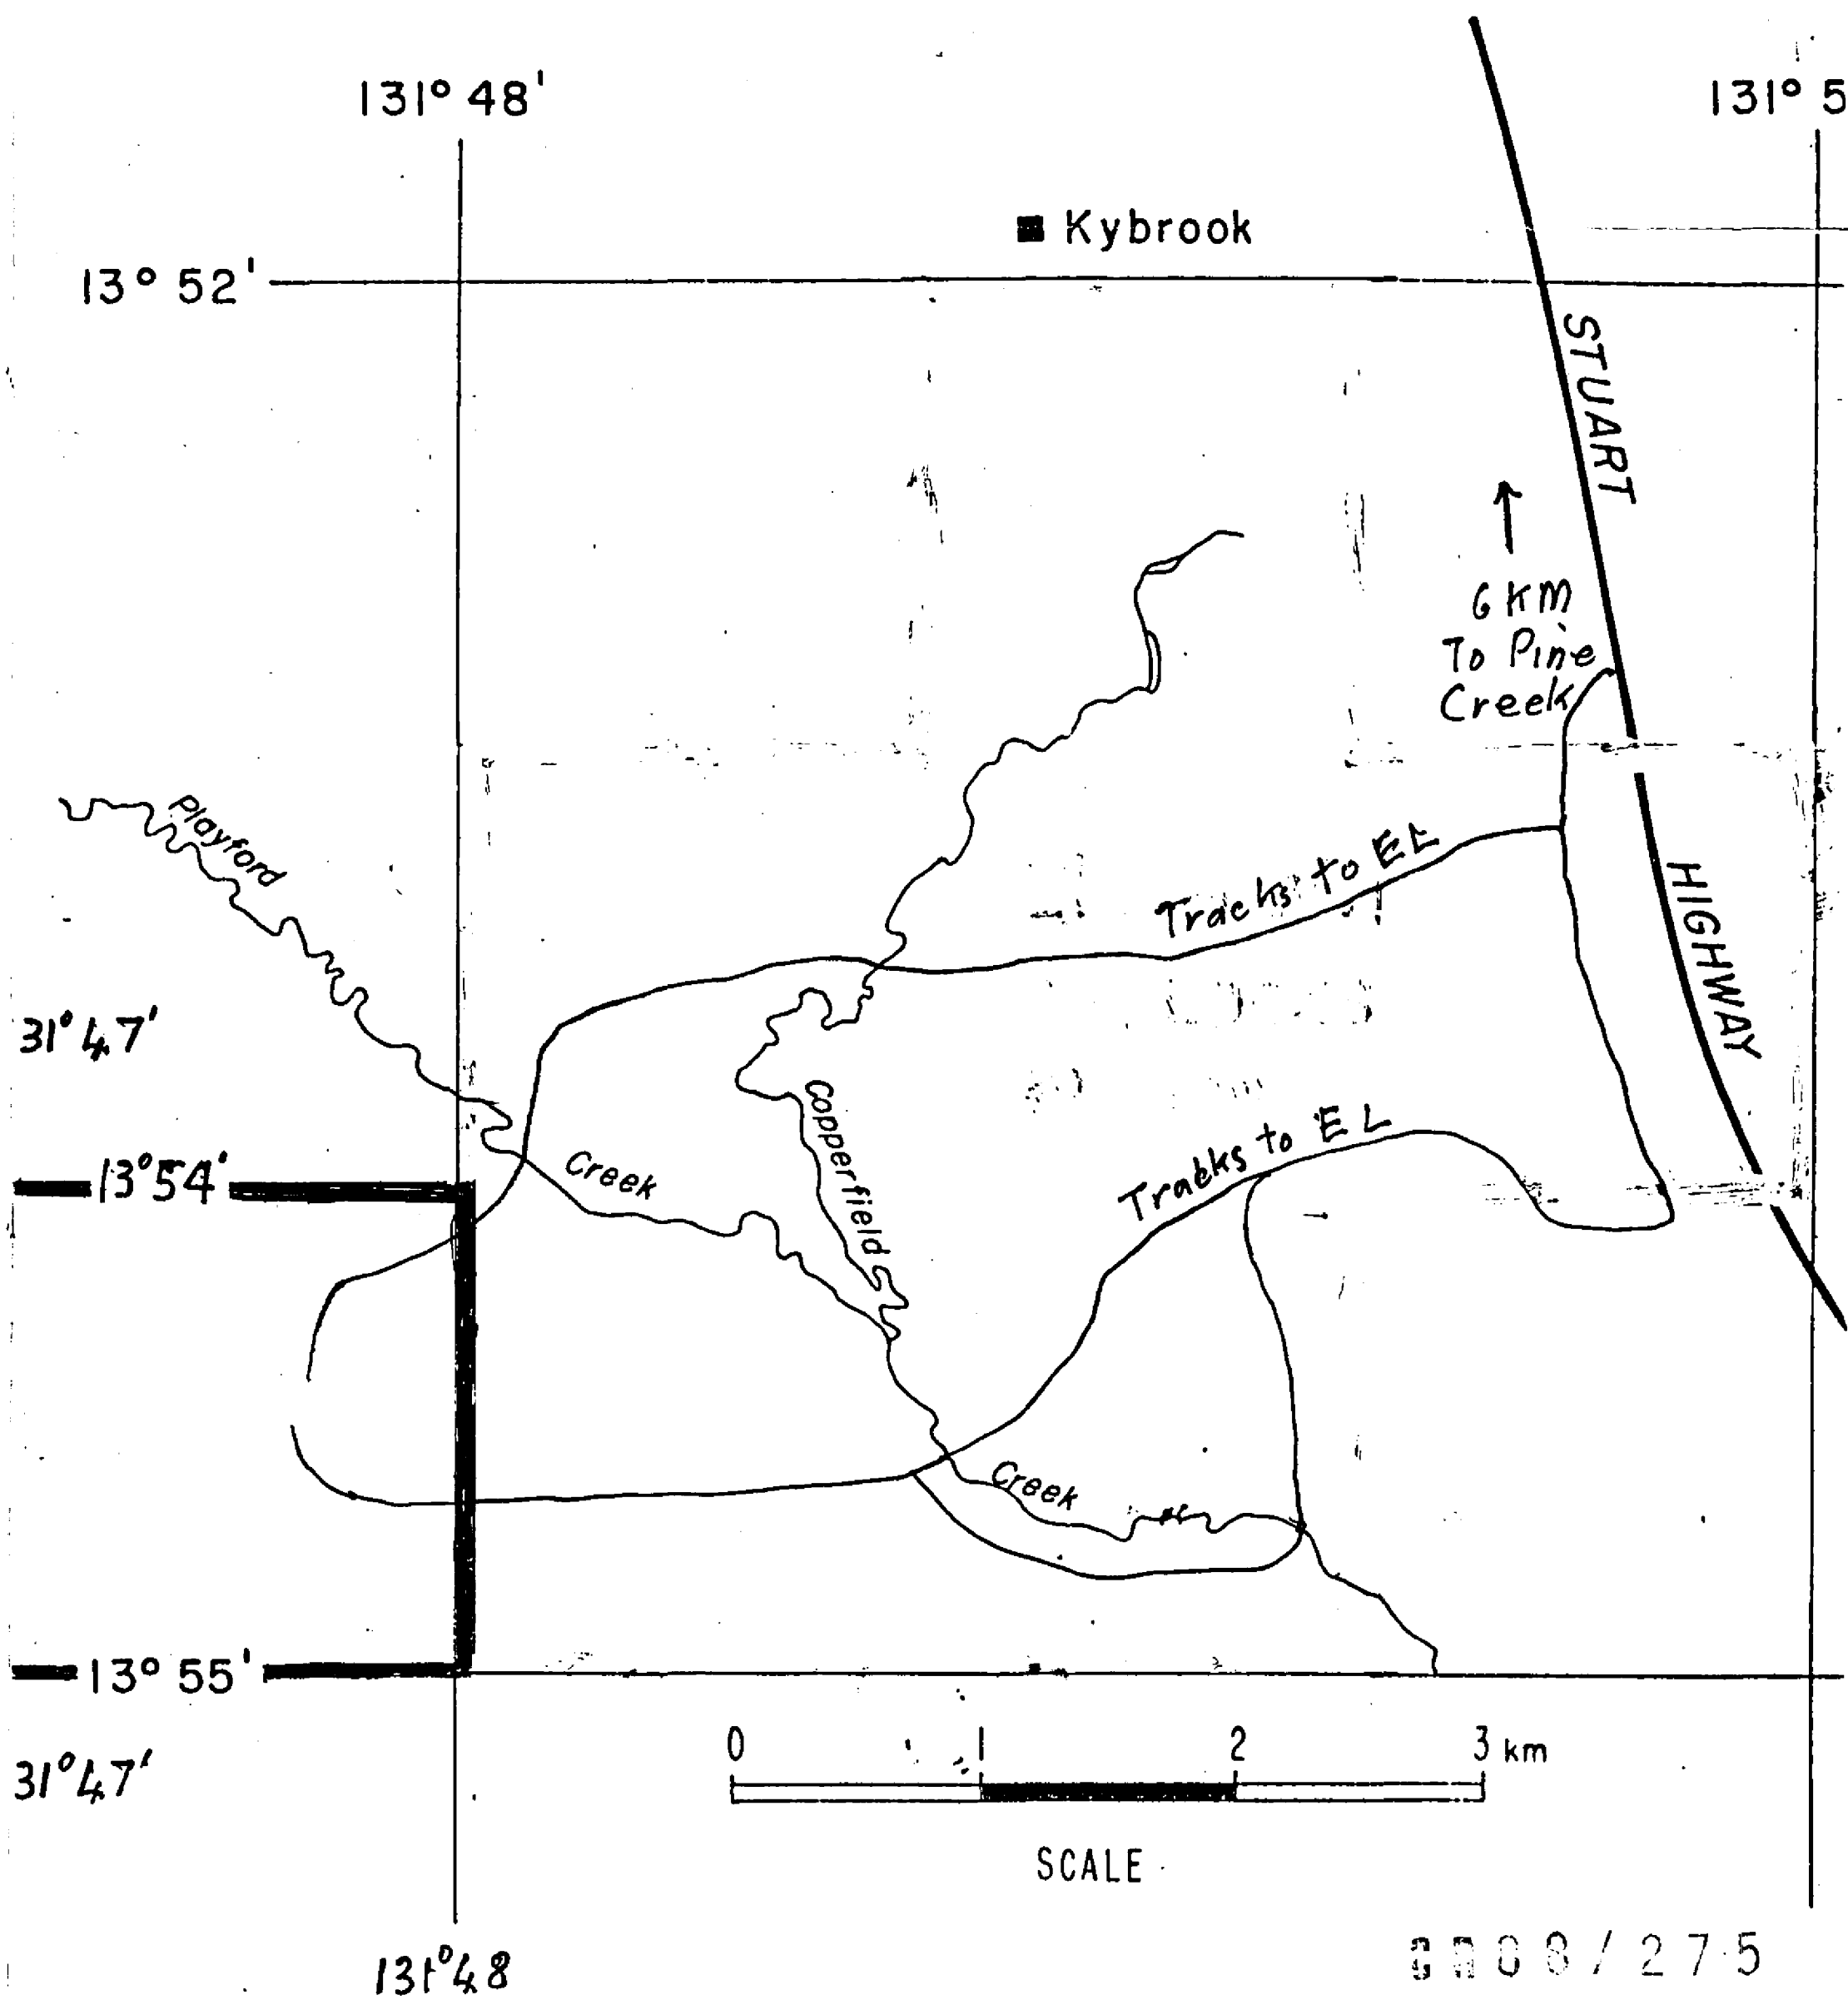 131° 48'
131° 5
Kybrook
13° 52'
STUART
6 KM
To Pine
Creek
Playford
Tracks to EL
HIGHWAY
31°47'
Copperfield
Creek
Tracks to EL
13°54'
Creek
13° 55'
0 1 2 3 km
31°47'
SCALE
131°48
/275